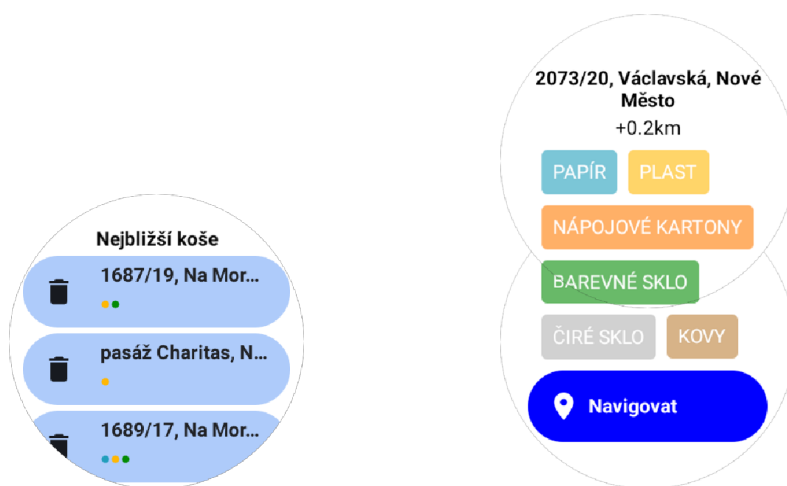 Nejbližší koše
1687/19, Na Mor...
pasáž Charitas, N...
1689/17, Na Mor...
2073/20, Václavská, Nové
Město
+0.2km
PAPÍR PLAST
NÁPOJOVÉ KARTONY
BAREVNÉ SKLO
ČIRÉ SKLO KOVY
Navigovat